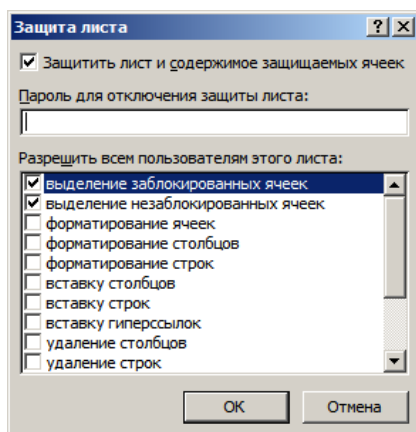 Защита листа
Защитить лист и содержимое защищаемых ячеек
Пароль для отключения защиты листа:
Разрешить всем пользователям этого листа:
выделение заблокированных ячеек
выделение незаблокированных ячеек
форматирование ячеек
форматирование столбцов
форматирование строк
вставку столбцов
вставку строк
вставку гиперссылок
удаление столбцов
удаление строк
ОК Отмена